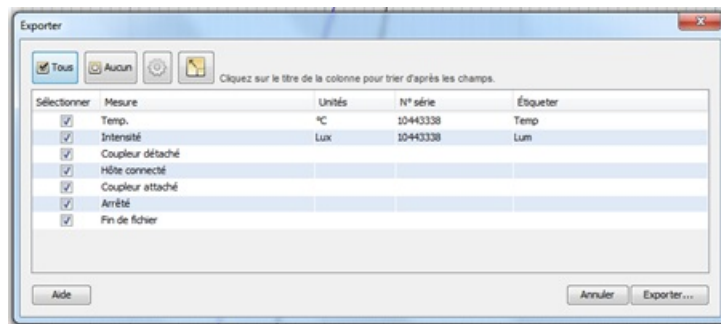 Exporter
Tous Aucun Cliquez sur le titre de la colonne pour trier d'après les champs.
Sélectionner Mesure Unités N° série Étiqueter
Temp. °C 10443338 Temp
Intensité Lux 10443338 Lum
Coupleur détaché
Hôte connecté
Coupleur attaché
Arrêté
Fin de fichier
Aide Annuler Exporter...